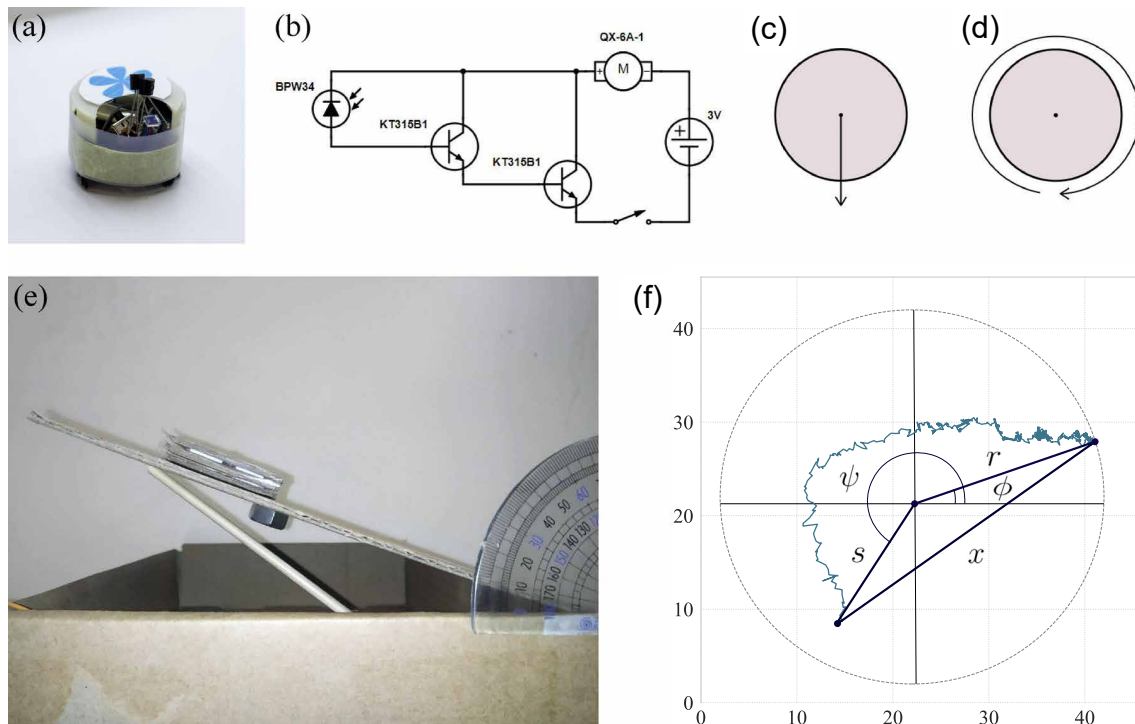 (a)
(b)
QX-6A-1
+ M −
BPW34
KT315B1
KT315B1
3V
+
(c)
(d)
(e)
(f)
40
30
20
10
0
0 10 20 30 40
ψ
r
ϕ
s
x